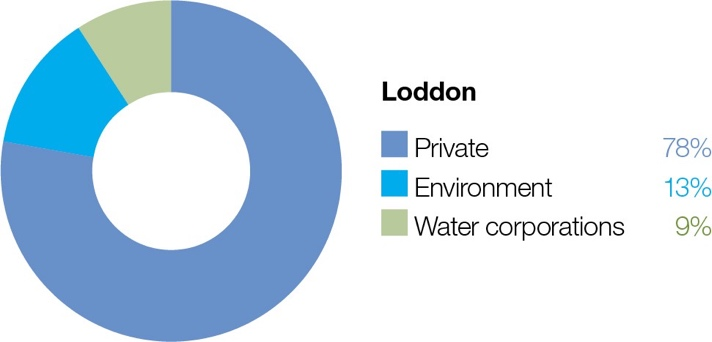 Loddon
Private 78%
Environment 13%
Water corporations 9%